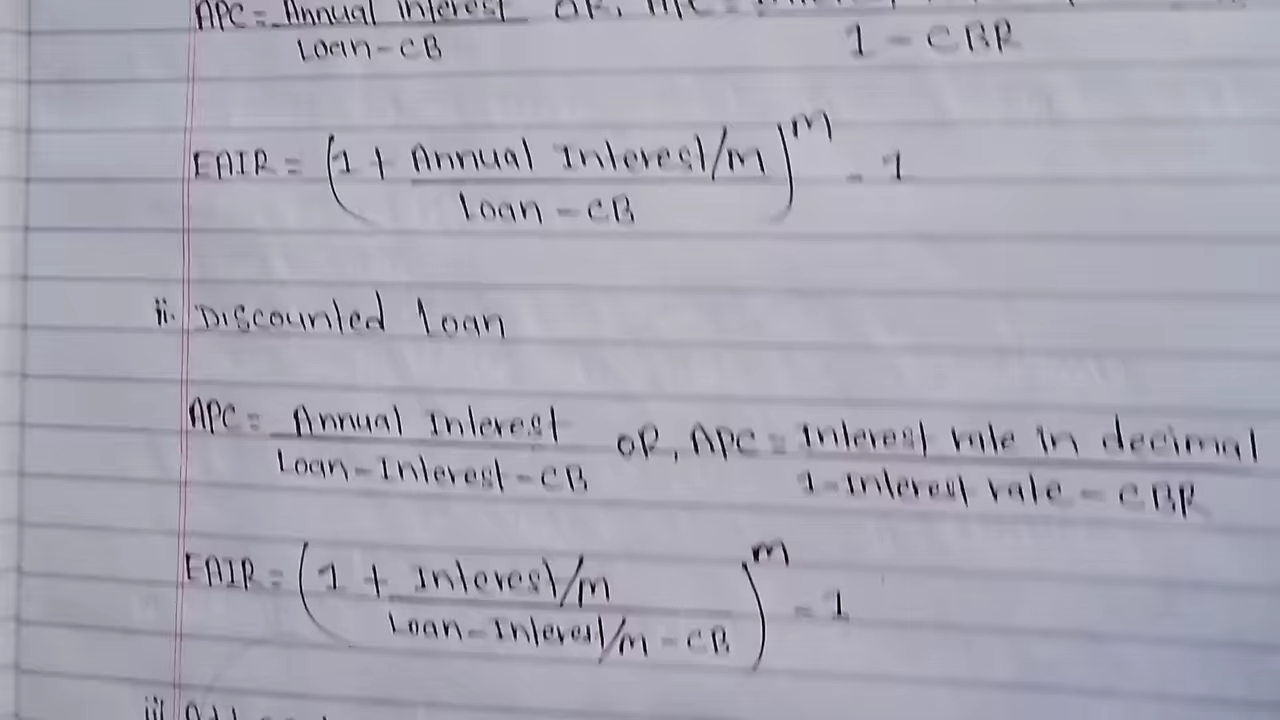 APC = Annual Interest OR,
Loan - CB
1 - CBR
EAIR = (1 + Annual Interest/m
Loan - CB)^m - 1
ii. Discounted Loan
APC = Annual Interest OR, APC = Interest rate in decimal
Loan - Interest - CB 1 - Interest rate - CBR
EAIR = (1 + Interest/m
Loan - Interest/m - CB)^m - 1
iii.